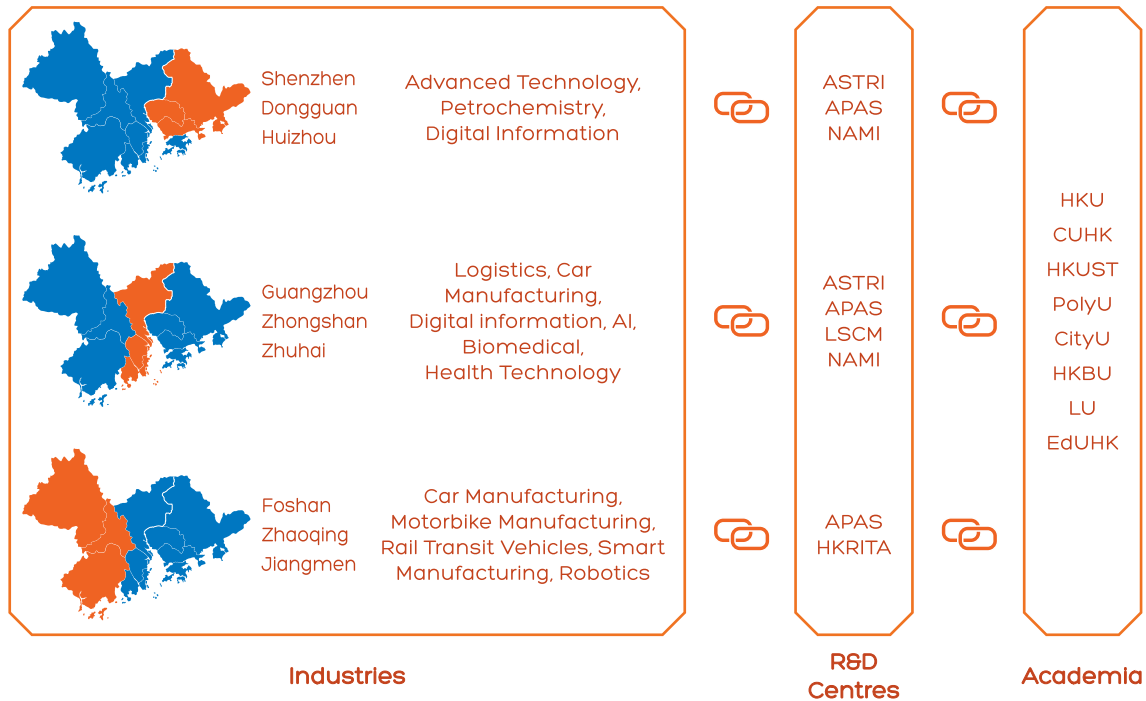 Shenzhen
Dongguan
Huizhou
Advanced Technology,
Petrochemistry,
Digital Information
ASTRI
APAS
NAMI
Guangzhou
Zhongshan
Zhuhai
Logistics, Car
Manufacturing,
Digital information, AI,
Biomedical,
Health Technology
ASTRI
APAS
LSCM
NAMI
Foshan
Zhaoqing
Jiangmen
Car Manufacturing,
Motorbike Manufacturing,
Rail Transit Vehicles, Smart
Manufacturing, Robotics
APAS
HKRITA
HKU
CUHK
HKUST
PolyU
CityU
HKBU
LU
EdUHK
Industries
R&D
Centres
Academia